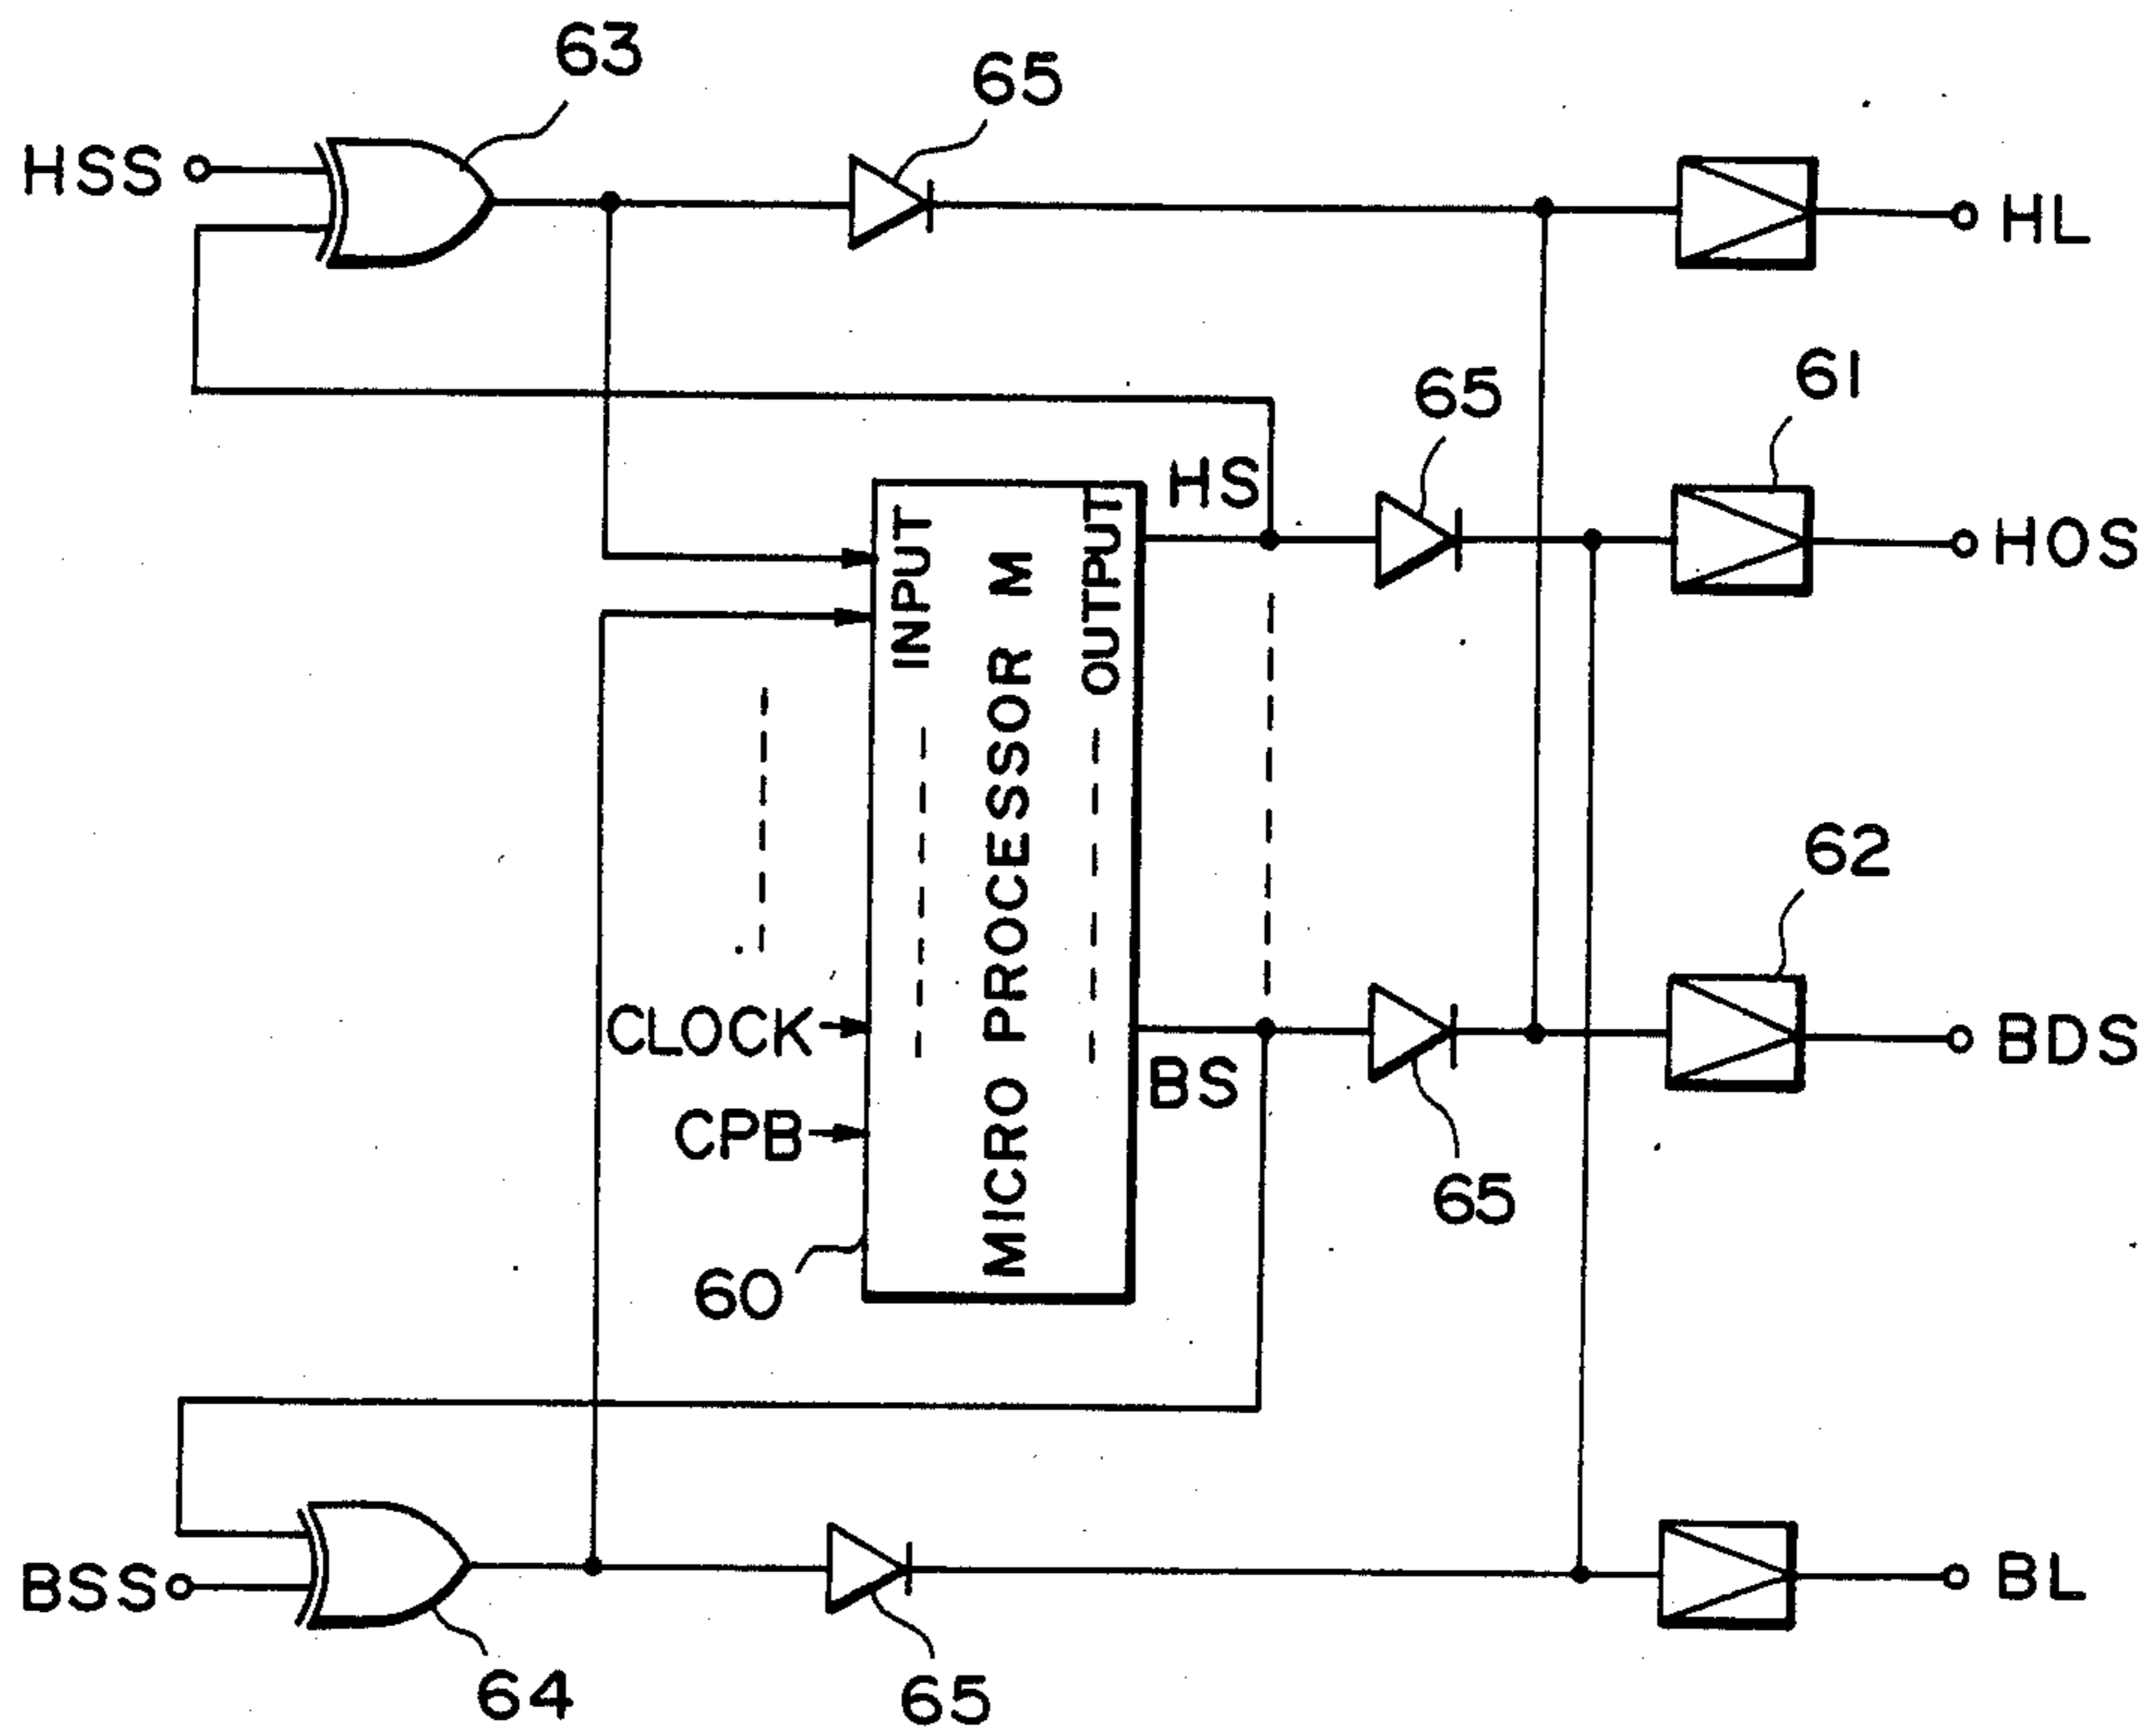 63
65
HSS
HL
65
61
HS
HOS
INPUT
MICRO PROCESSOR M
OUTPUT
62
CLOCK
BDS
BS
CPB
65
60
BSS
BL
64
65